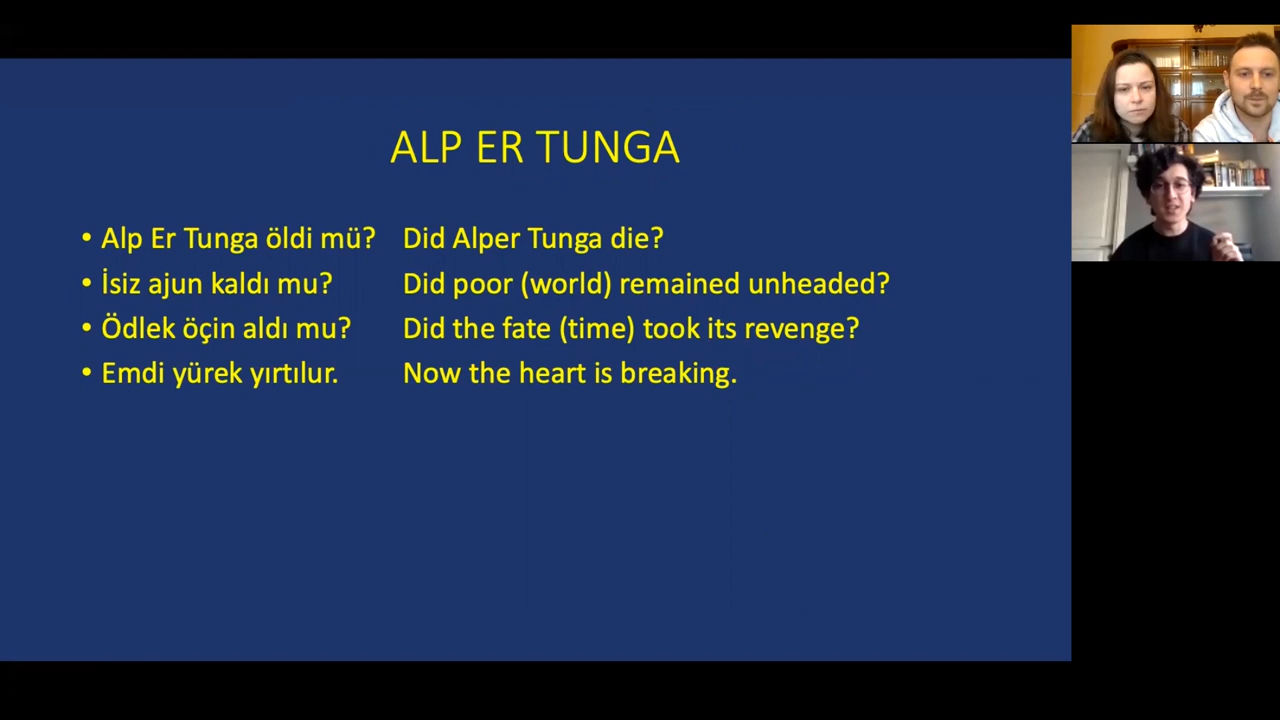 ALP ER TUNGA
• Alp Er Tunga öldi mü? Did Alper Tunga die?
• İsiz ajun kaldı mu? Did poor (world) remained unheaded?
• Ödlek öçin aldı mu? Did the fate (time) took its revenge?
• Emdi yürek yırtılur. Now the heart is breaking.